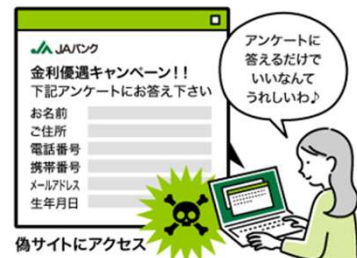 JAバンク
金利優遇キャンペーン!!
下記アンケートにお答え下さい
お名前
ご住所
電話番号
携帯番号
メールアドレス
生年月日
偽サイトにアクセス
アンケートに
答えるだけで
いいなんて
うれしいわ♪